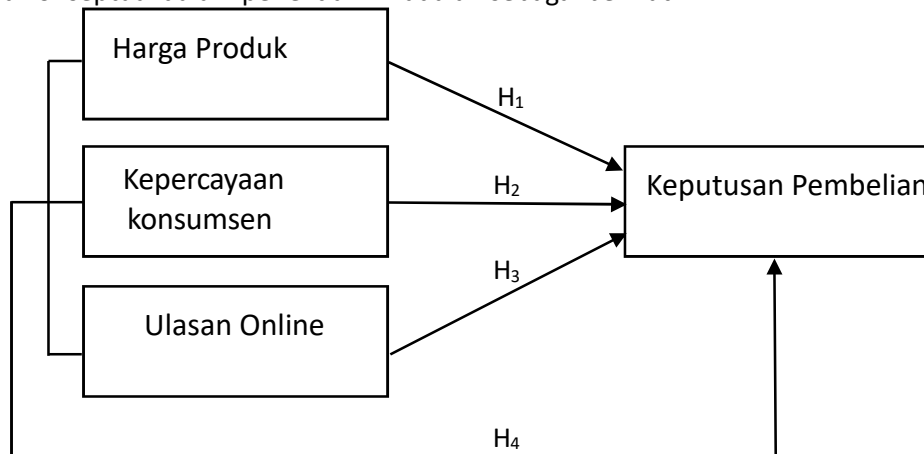 Harga Produk
H₁
Kepercayaan
konsumsen
H₂
Keputusan Pembelian
H₃
Ulasan Online
H₄